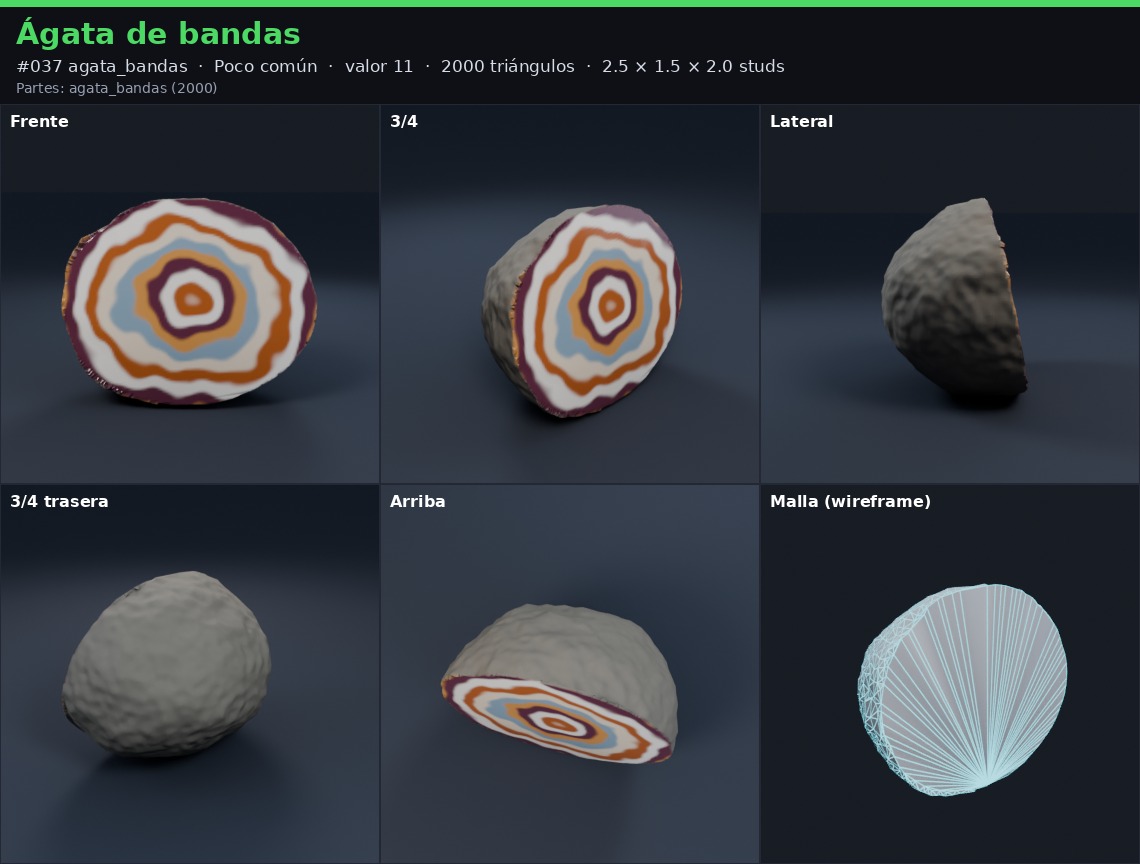 Ágata de bandas
#037 agata_bandas · Poco común · valor 11 · 2000 triángulos · 2.5 × 1.5 × 2.0 studs
Partes: agata_bandas (2000)
Frente
3/4
Lateral
3/4 trasera
Arriba
Malla (wireframe)